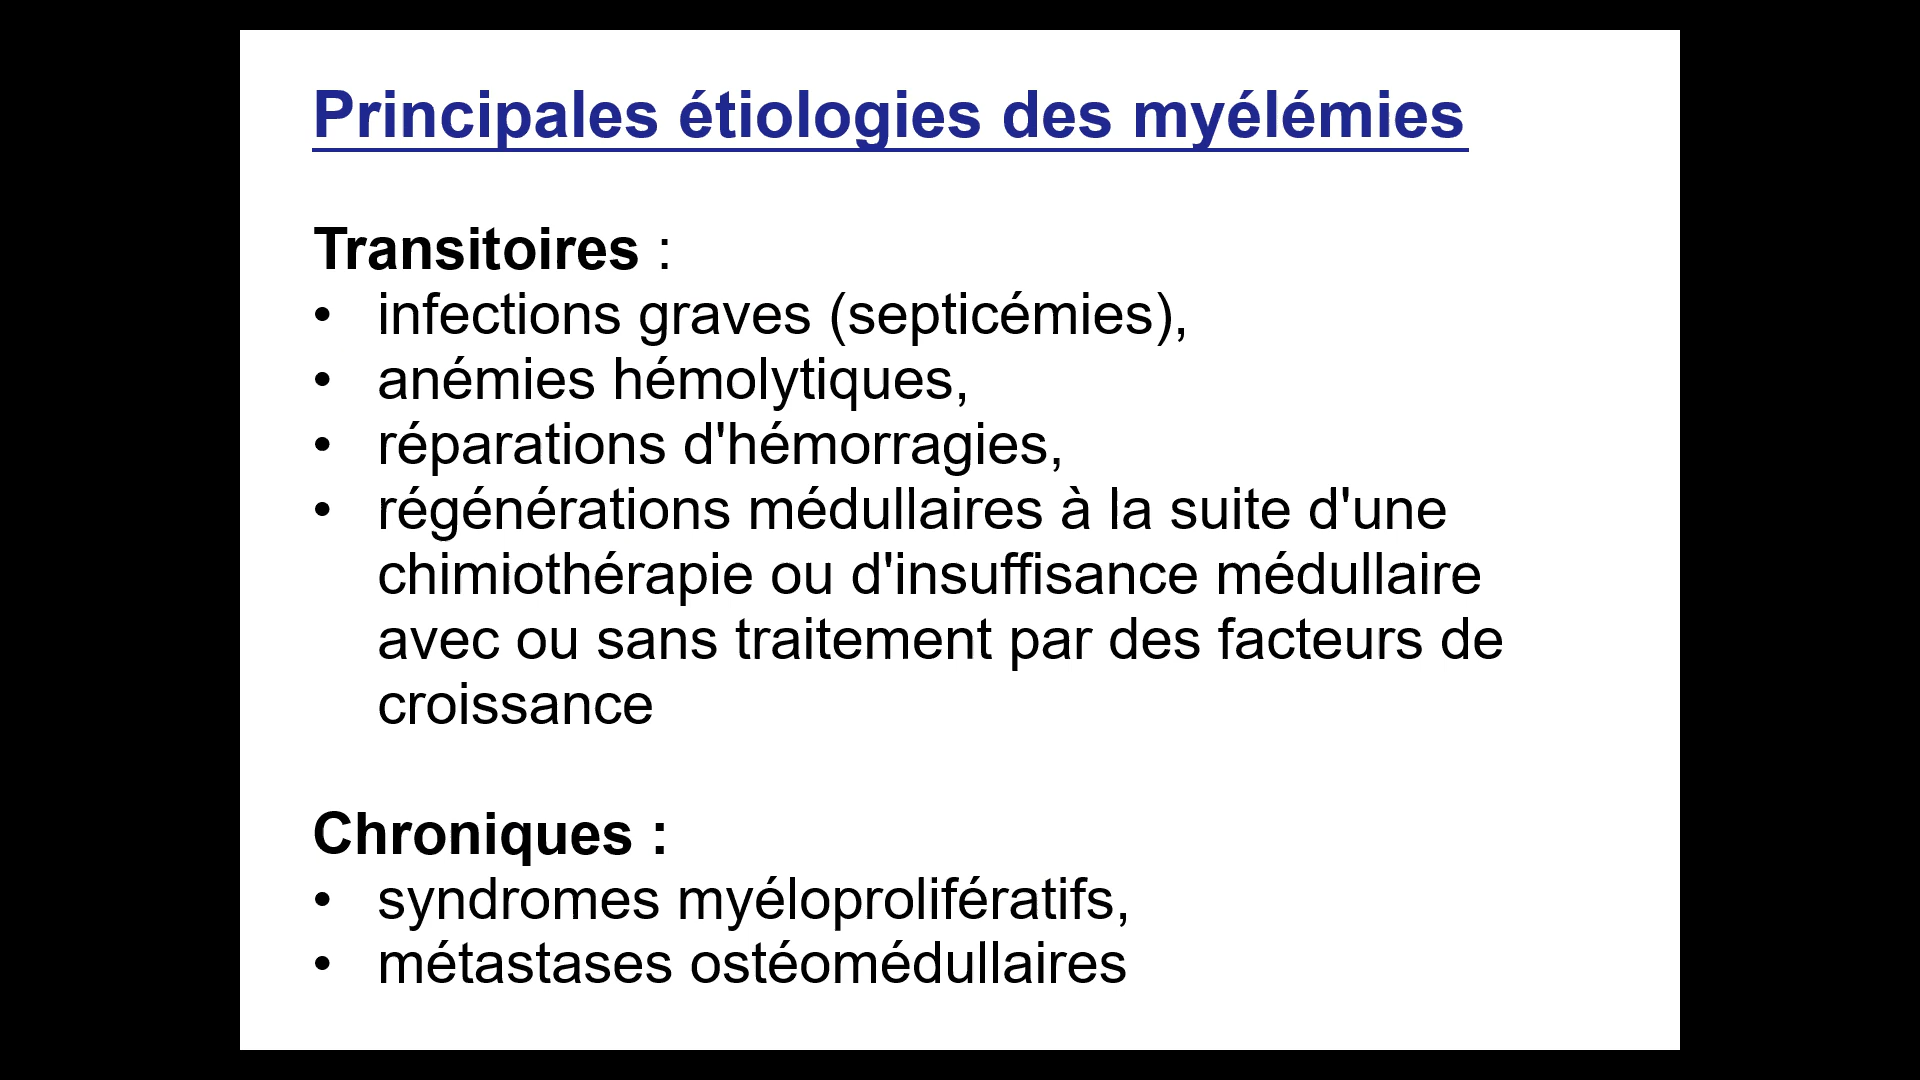 Principales étiologies des myélémies
Transitoires :
• infections graves (septicémies),
• anémies hémolytiques,
• réparations d'hémorragies,
• régénérations médullaires à la suite d'une
chimiothérapie ou d'insuffisance médullaire
avec ou sans traitement par des facteurs de
croissance
Chroniques :
• syndromes myéloprolifératifs,
• métastases ostéomédullaires